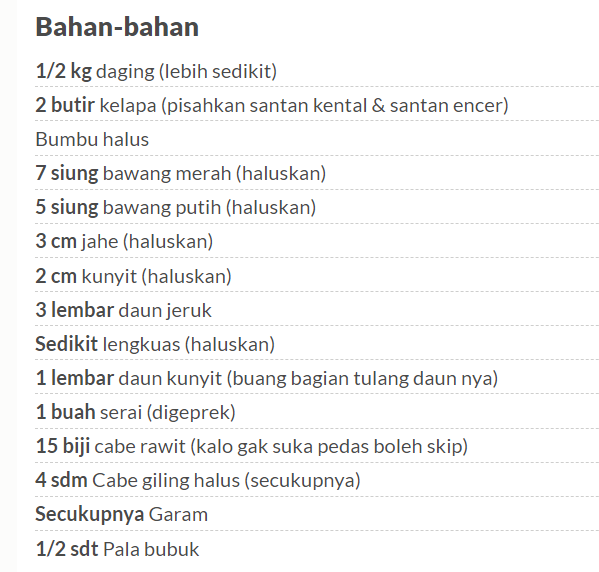 Bahan-bahan
1/2 kg daging (lebih sedikit)
2 butir kelapa (pisahkan santan kental & santan encer)
Bumbu halus
7 siung bawang merah (haluskan)
5 siung bawang putih (haluskan)
3 cm jahe (haluskan)
2 cm kunyit (haluskan)
3 lembar daun jeruk
Sedikit lengkuas (haluskan)
1 lembar daun kunyit (buang bagian tulang daun nya)
1 buah serai (digeprek)
15 biji cabe rawit (kalo gak suka pedas boleh skip)
4 sdm Cabe giling halus (secukupnya)
Secukupnya Garam
1/2 sdt Pala bubuk